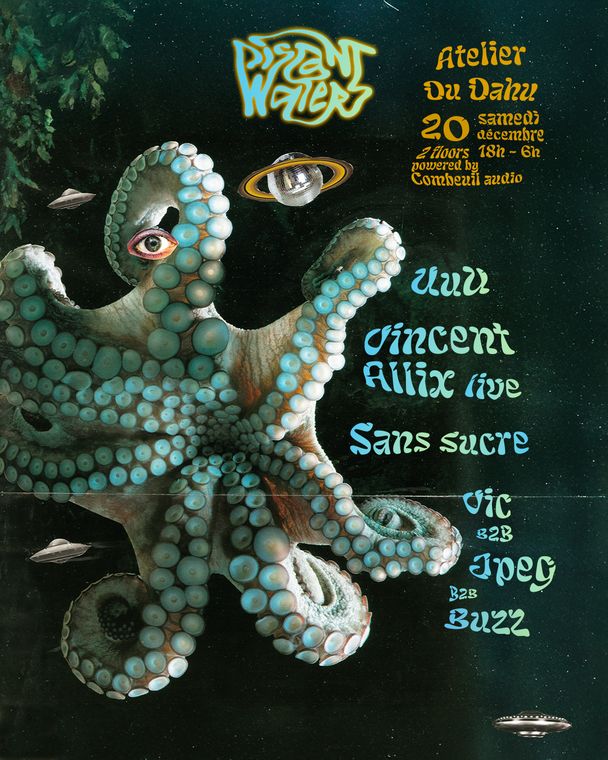 Distant
Waters
Atelier
Du Dahu
20 samedi
décembre
2 floors 18h - 6h
powered by
Combeuil audio
UuU
Vincent
Allix live
Sans sucre
Vic
B2B
Jpeg
B2B
Buzz